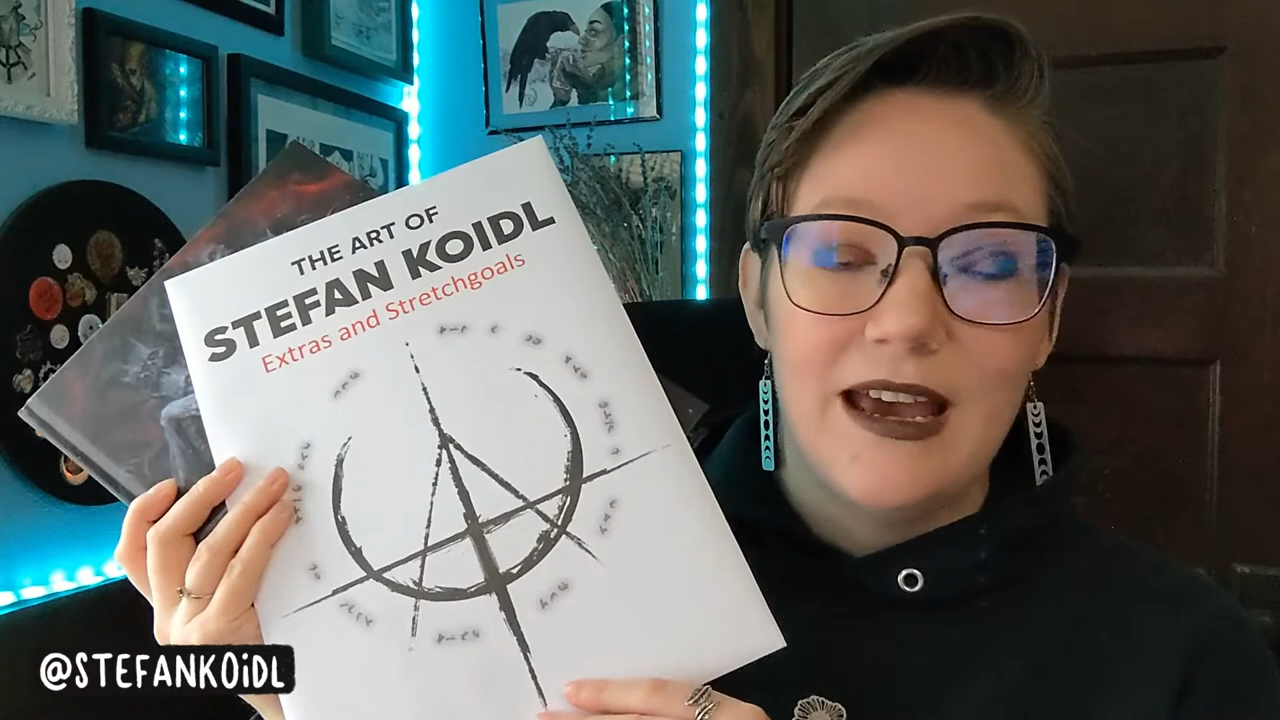 THE ART OF
STEFAN KOIDL
Extras and Stretchgoals
@STEFANKOiDL